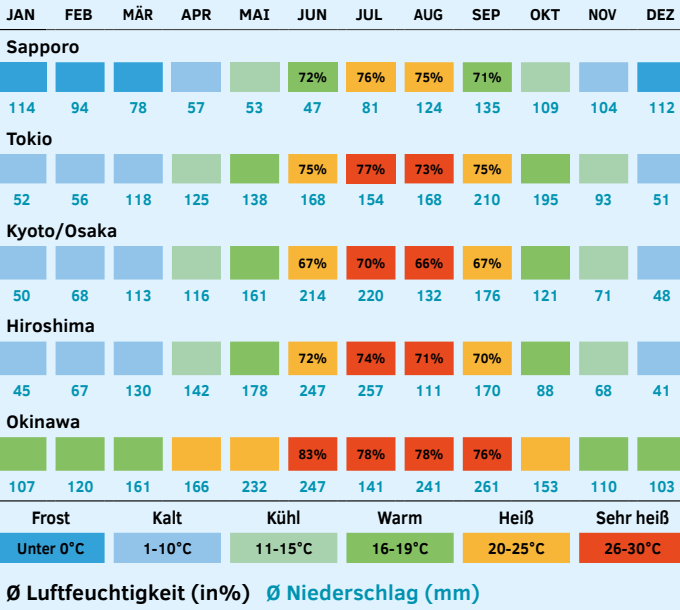 JAN FEB MÄR APR MAI JUN JUL AUG SEP OKT NOV DEZ
Sapporo
72% 76% 75% 71%
114 94 78 57 53 47 81 124 135 109 104 112
Tokio
75% 77% 73% 75%
52 56 118 125 138 168 154 168 210 195 93 51
Kyoto/Osaka
67% 70% 66% 67%
50 68 113 116 161 214 220 132 176 121 71 48
Hiroshima
72% 74% 71% 70%
45 67 130 142 178 247 257 111 170 88 68 41
Okinawa
83% 78% 78% 76%
107 120 161 166 232 247 141 241 261 153 110 103
Frost Kalt Kühl Warm Heiß Sehr heiß
Unter 0°C 1-10°C 11-15°C 16-19°C 20-25°C 26-30°C
Ø Luftfeuchtigkeit (in%) Ø Niederschlag (mm)